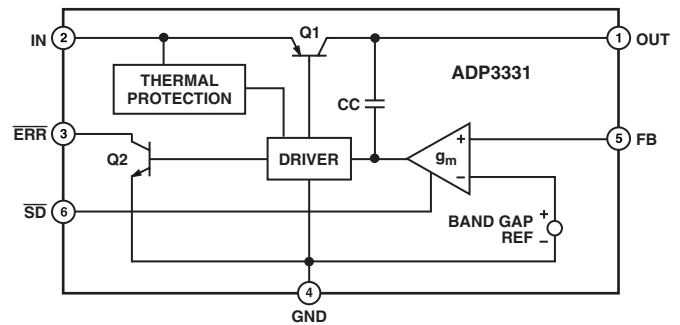 IN
2
Q1
1
OUT
THERMAL
PROTECTION
ADP3331
CC
ERR
3
Q2
DRIVER
+
gm
−
5
FB
SD
6
BAND GAP
REF
+
−
4
GND